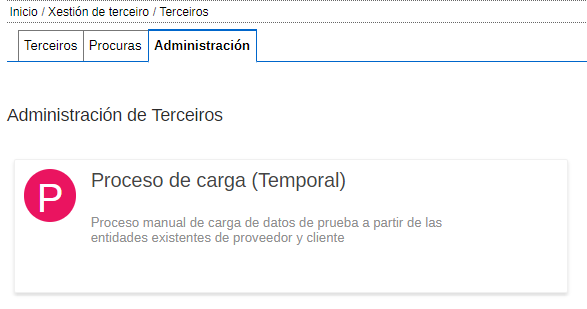 Inicio / Xestión de terceiro / Terceiros
Terceiros Procuras Administración
Administración de Terceiros
P
Proceso de carga (Temporal)
Proceso manual de carga de datos de prueba a partir de las
entidades existentes de proveedor y cliente